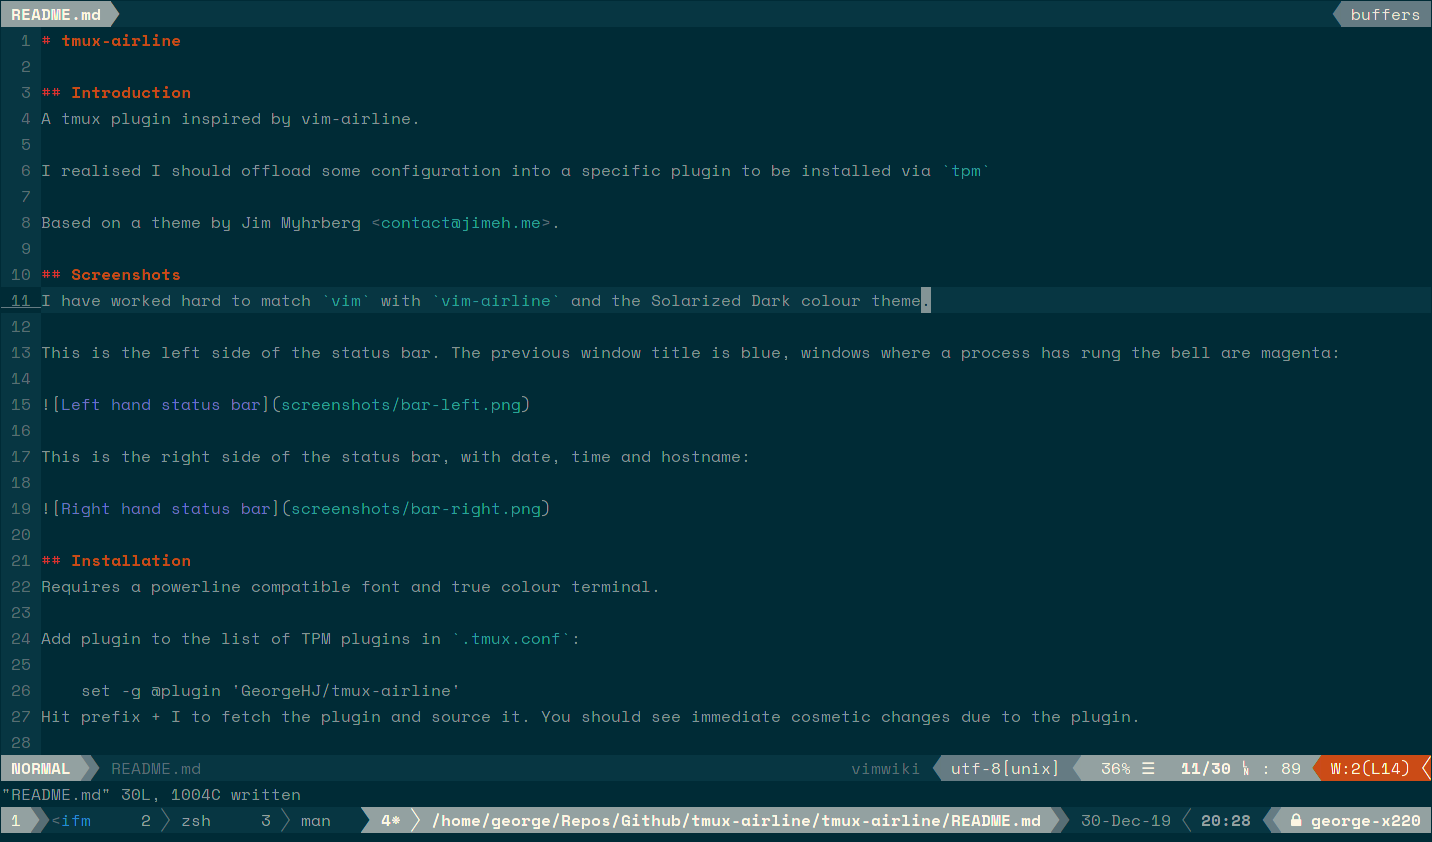 README.md buffers
1 # tmux-airline
2
3 ## Introduction
4 A tmux plugin inspired by vim-airline.
5
6 I realised I should offload some configuration into a specific plugin to be installed via `tpm`
7
8 Based on a theme by Jim Myhrberg <contact@jimeh.me>.
9
10 ## Screenshots
11 I have worked hard to match `vim` with `vim-airline` and the Solarized Dark colour theme.
12
13 This is the left side of the status bar. The previous window title is blue, windows where a process has rung the bell are magenta:
14
15 ![Left hand status bar](screenshots/bar-left.png)
16
17 This is the right side of the status bar, with date, time and hostname:
18
19 ![Right hand status bar](screenshots/bar-right.png)
20
21 ## Installation
22 Requires a powerline compatible font and true colour terminal.
23
24 Add plugin to the list of TPM plugins in `.tmux.conf`:
25
26     set -g @plugin 'GeorgeHJ/tmux-airline'
27 Hit prefix + I to fetch the plugin and source it. You should see immediate cosmetic changes due to the plugin.
28
NORMAL README.md vimwiki utf-8[unix] 36% ☰ 11/30 ㏑ : 89 W:2(L14)
"README.md" 30L, 1004C written
1 <ifm 2 zsh 3 man 4* /home/george/Repos/Github/tmux-airline/tmux-airline/README.md 30-Dec-19 20:28 george-x220